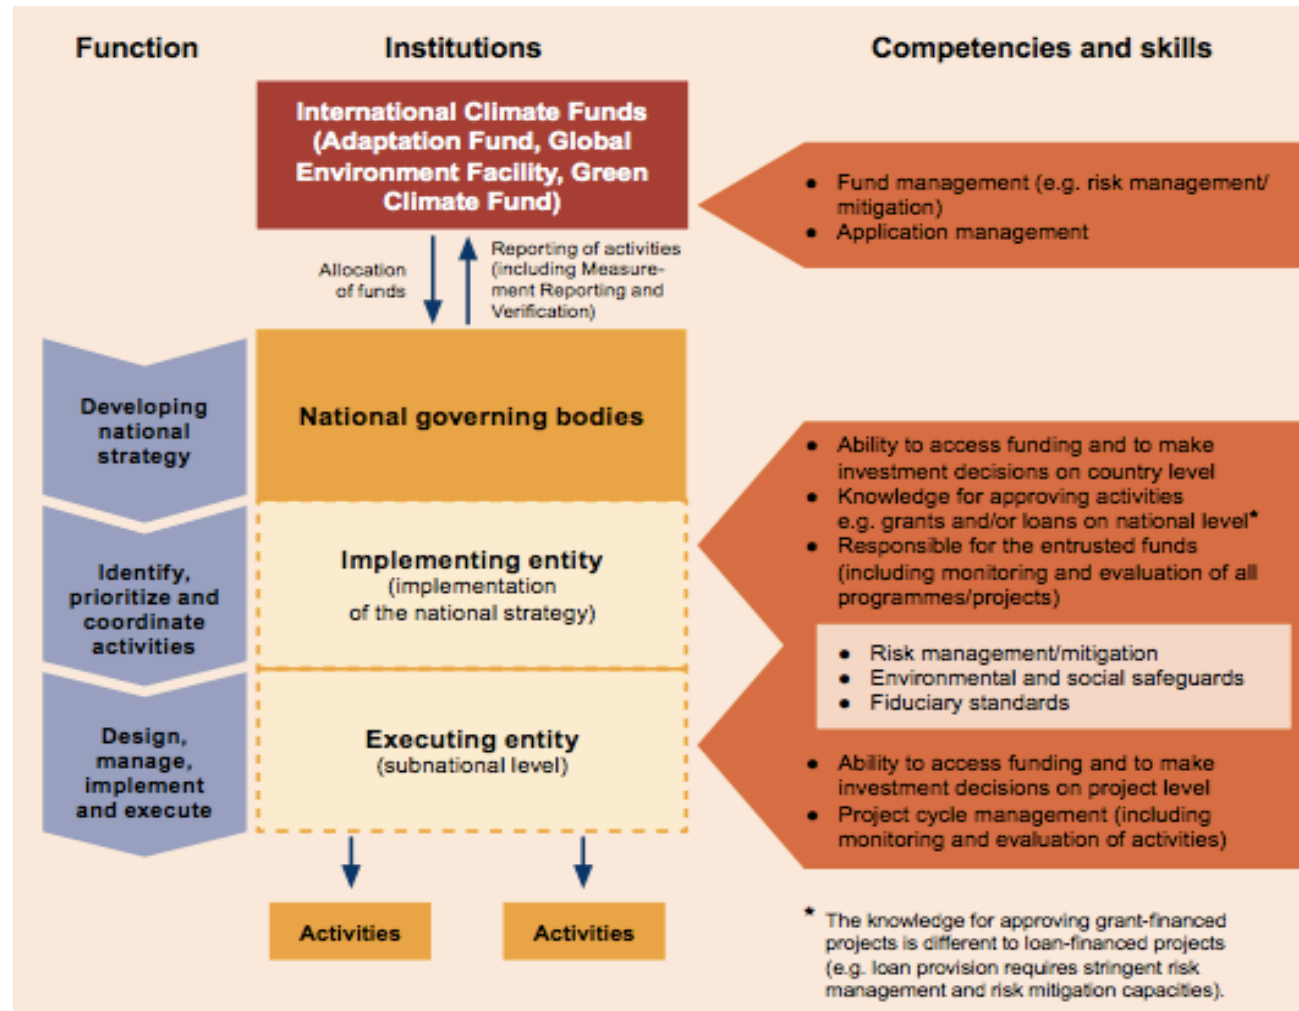 Function
Institutions
Competencies and skills
International Climate Funds
(Adaptation Fund, Global
Environment Facility, Green
Climate Fund)
● Fund management (e.g. risk management/
mitigation)
● Application management
Allocation
of funds
Reporting of activities
(including Measure-
ment Reporting and
Verification)
Developing
national
strategy
National governing bodies
● Ability to access funding and to make
investment decisions on country level
● Knowledge for approving activities
e.g. grants and/or loans on national level*
● Responsible for the entrusted funds
(including monitoring and evaluation of all
programmes/projects)
Identify,
prioritize and
coordinate
activities
Implementing entity
(implementation
of the national strategy)
● Risk management/mitigation
● Environmental and social safeguards
● Fiduciary standards
Design,
manage,
implement
and execute
Executing entity
(subnational level)
● Ability to access funding and to make
investment decisions on project level
● Project cycle management (including
monitoring and evaluation of activities)
Activities
Activities
* The knowledge for approving grant-financed
projects is different to loan-financed projects
(e.g. loan provision requires stringent risk
management and risk mitigation capacities).